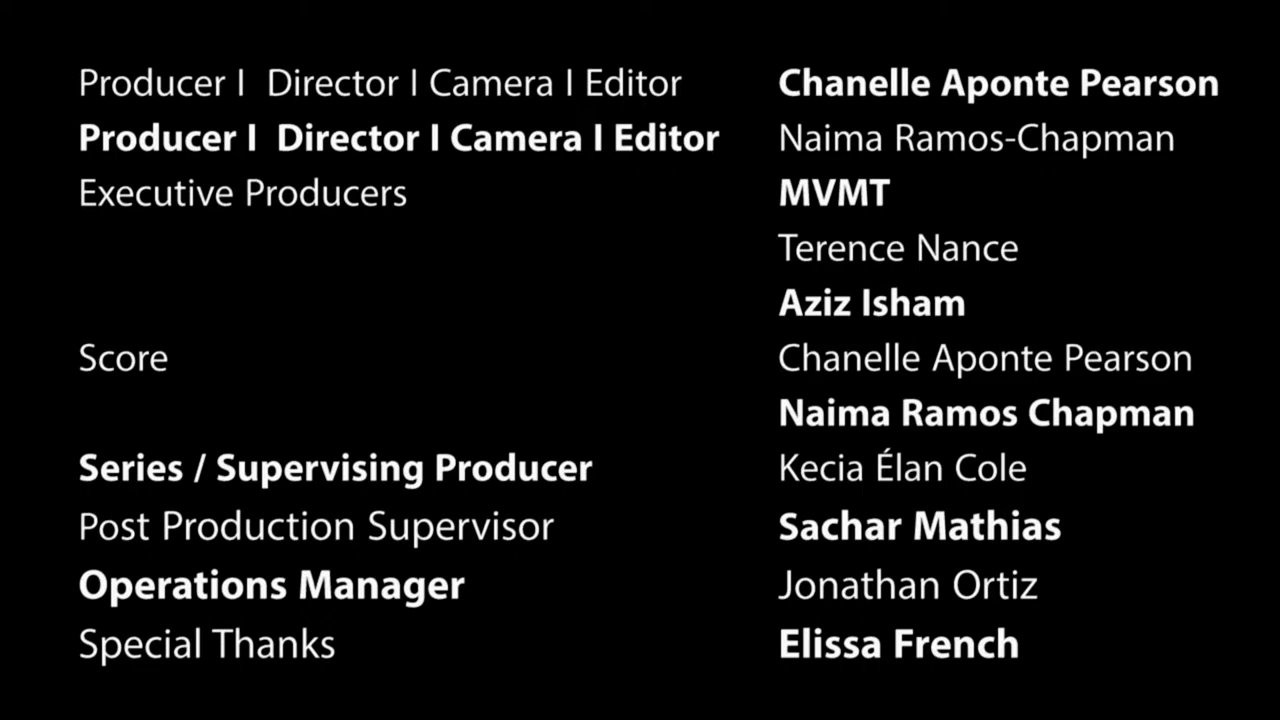 Producer I Director I Camera I Editor Chanelle Aponte Pearson
Producer I Director I Camera I Editor Naima Ramos-Chapman
Executive Producers MVMT
Terence Nance
Aziz Isham
Score Chanelle Aponte Pearson
Naima Ramos Chapman
Series / Supervising Producer Kecia Élan Cole
Post Production Supervisor Sachar Mathias
Operations Manager Jonathan Ortiz
Special Thanks Elissa French